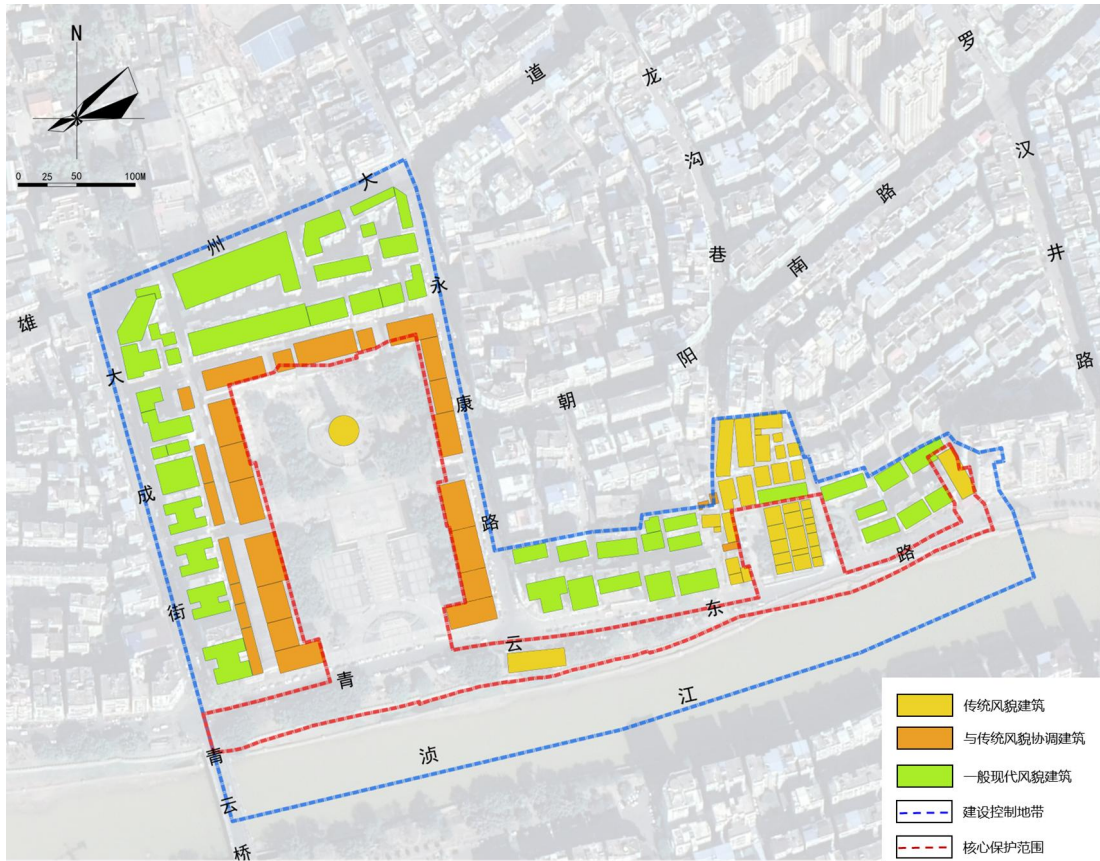 N
0 25 50 100M
雄州大道
龙沟巷
罗汉井路
朝阳南路
永康路
大成街
青云东路
浈江
青云桥
传统风貌建筑
与传统风貌协调建筑
一般现代风貌建筑
建设控制地带
核心保护范围